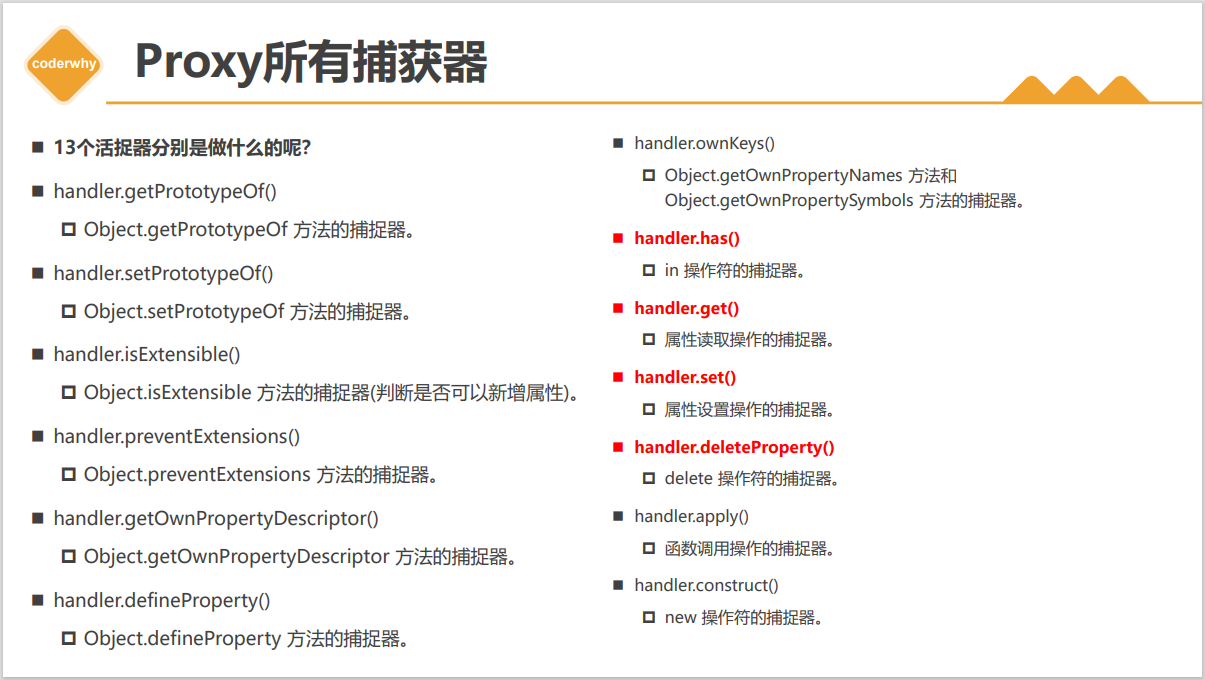 coderwhy
Proxy所有捕获器
13个活捉器分别是做什么的呢?
handler.getPrototypeOf()
Object.getPrototypeOf 方法的捕捉器。
handler.setPrototypeOf()
Object.setPrototypeOf 方法的捕捉器。
handler.isExtensible()
Object.isExtensible 方法的捕捉器(判断是否可以新增属性)。
handler.preventExtensions()
Object.preventExtensions 方法的捕捉器。
handler.getOwnPropertyDescriptor()
Object.getOwnPropertyDescriptor 方法的捕捉器。
handler.defineProperty()
Object.defineProperty 方法的捕捉器。
handler.ownKeys()
Object.getOwnPropertyNames 方法和
Object.getOwnPropertySymbols 方法的捕捉器。
handler.has()
in 操作符的捕捉器。
handler.get()
属性读取操作的捕捉器。
handler.set()
属性设置操作的捕捉器。
handler.deleteProperty()
delete 操作符的捕捉器。
handler.apply()
函数调用操作的捕捉器。
handler.construct()
new 操作符的捕捉器。